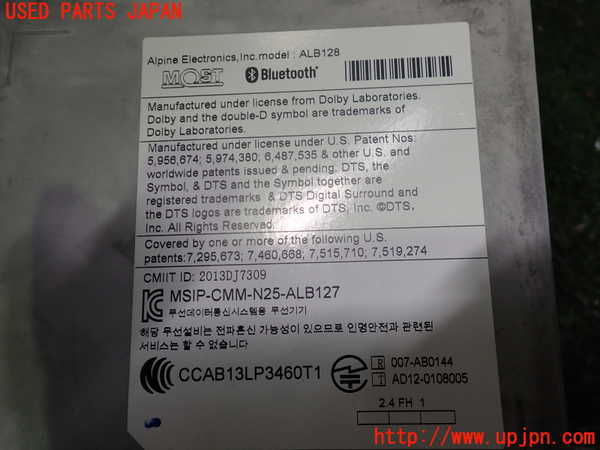 USED PARTS JAPAN
Alpine Electronics,Inc.model : ALB128
MOST Bluetooth®
Manufactured under license from Dolby Laboratories.
Dolby and the double-D symbol are trademarks of
Dolby Laboratories.
Manufactured under license under U.S. Patent Nos:
5,956,674; 5,974,380; 6,487,535 & other U.S. and
worldwide patents issued & pending. DTS, the
Symbol, & DTS and the Symbol together are
registered trademarks & DTS Digital Surround and
the DTS logos are trademarks of DTS, Inc. ©DTS,
Inc. All Rights Reserved.
Covered by one or more of the following U.S.
patents:7,295,673; 7,460,668; 7,515,710; 7,519,274
CMIIT ID: 2013DJ7309
MSIP-CMM-N25-ALB127
무선데이터통신시스템용 무선기기
해당 무선설비는 전파혼신 가능성이 있으므로 인명안전과 관련된
서비스는 할 수 없습니다
CCAB13LP3460T1
R 007-AB0144
T AD12-0108005
2.4 FH 1
http://www.upjpn.com/